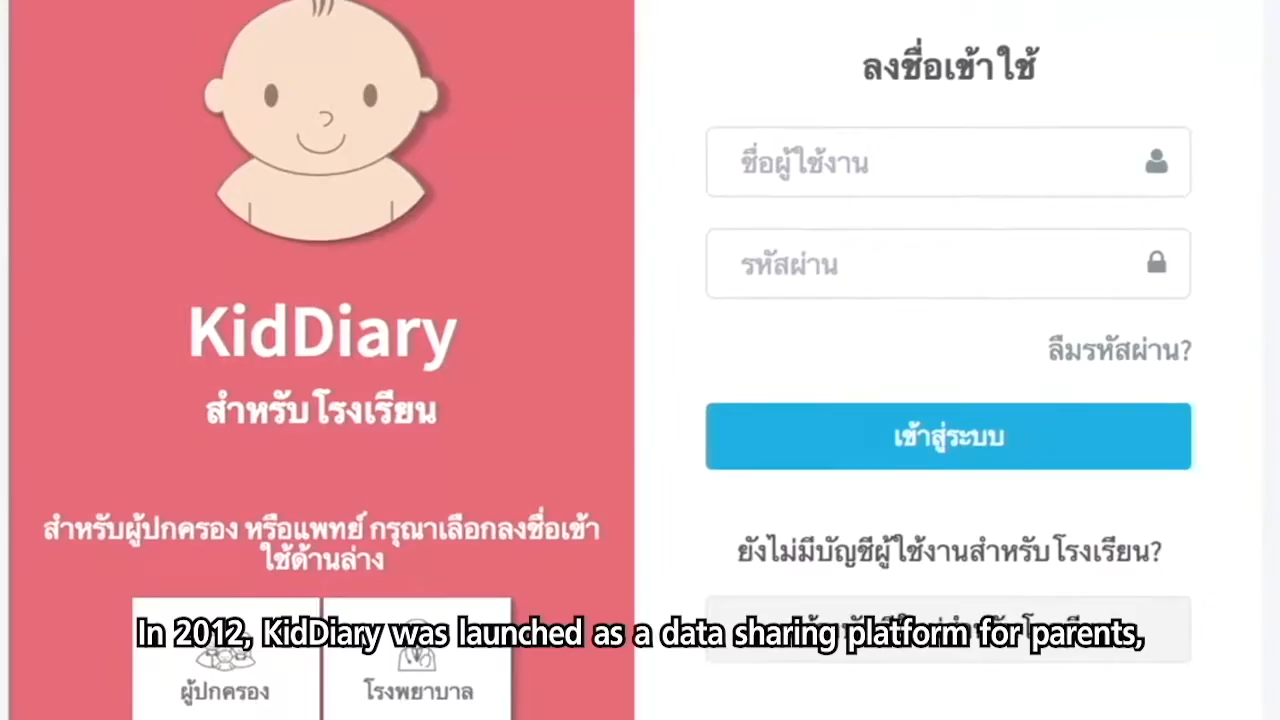 KidDiary
สำหรับโรงเรียน
สำหรับผู้ปกครอง หรือแพทย์ กรุณาเลือกลงชื่อเข้า
ใช้ด้านล่าง
ผู้ปกครอง
โรงพยาบาล
ลงชื่อเข้าใช้
ชื่อผู้ใช้งาน
รหัสผ่าน
ลืมรหัสผ่าน?
เข้าสู่ระบบ
ยังไม่มีบัญชีผู้ใช้งานสำหรับโรงเรียน?
In 2012, KidDiary was launched as a data sharing platform for parents,